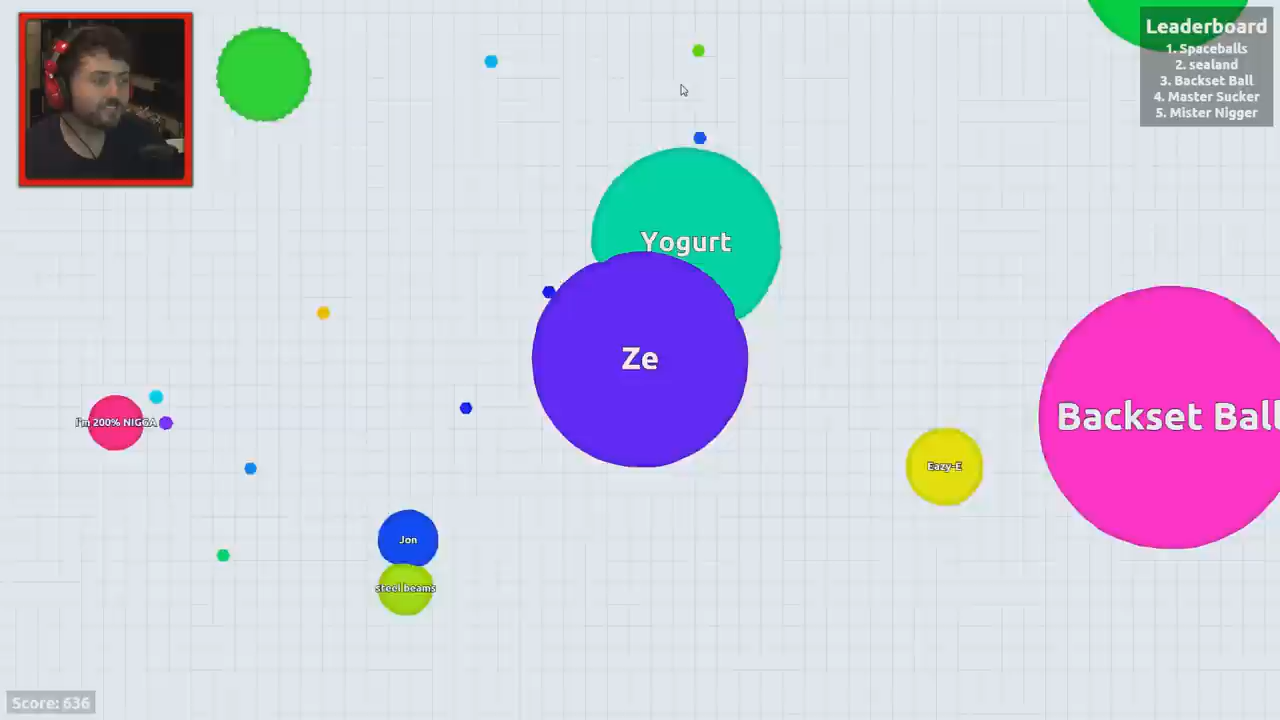 Leaderboard
1. Spaceballs
2. sealand
3. Backset Ball
4. Master Sucker
5. Mister Nigger
Yogurt
Ze
Backset Ball
i'm 200% NIGGA
Eazy-E
Jon
steel beams
Score: 636